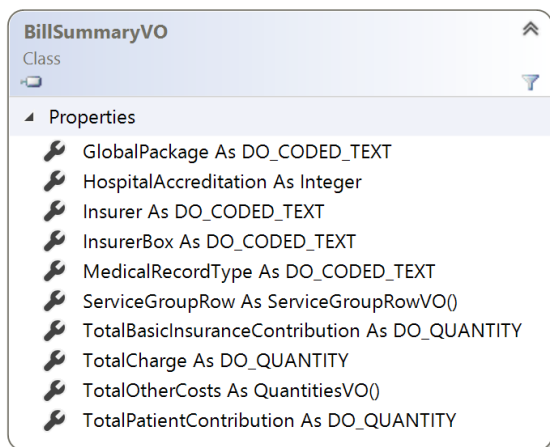 BillSummaryVO
Class
Properties
GlobalPackage As DO_CODED_TEXT
HospitalAccreditation As Integer
Insurer As DO_CODED_TEXT
InsurerBox As DO_CODED_TEXT
MedicalRecordType As DO_CODED_TEXT
ServiceGroupRow As ServiceGroupRowVO()
TotalBasicInsuranceContribution As DO_QUANTITY
TotalCharge As DO_QUANTITY
TotalOtherCosts As QuantitiesVO()
TotalPatientContribution As DO_QUANTITY